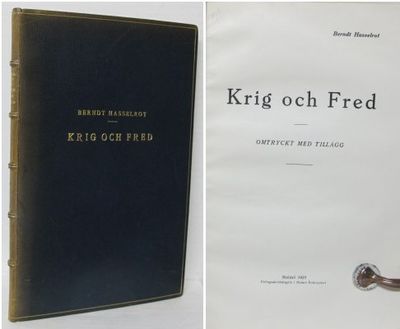 BERNDT HASSELROT
KRIG OCH FRED
Berndt Hasselrot
Krig och Fred
OMTRYCKT MED TILLÄGG